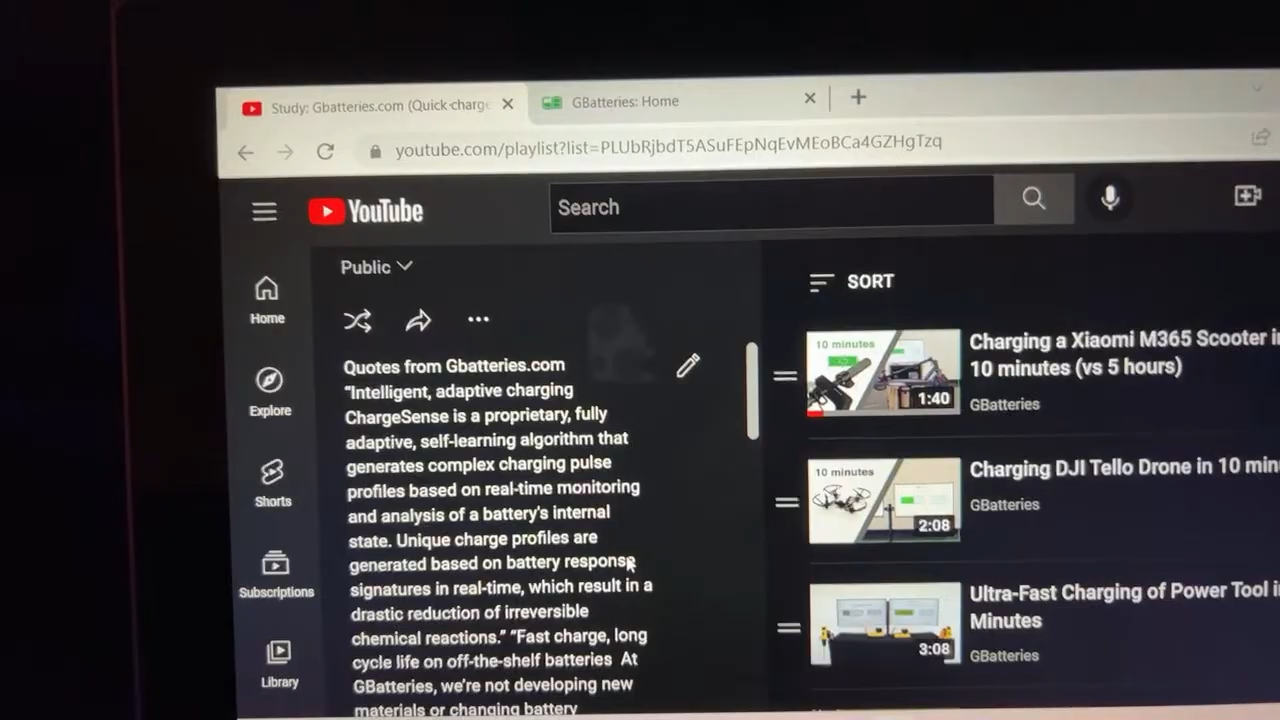 Study: Gbatteries.com (Quick-charge
GBatteries: Home
youtube.com/playlist?list=PLUbRjbdT5ASuFEpNqEvMEoBCa4GZHgTzq
YouTube
Search
Public
SORT
Home
Explore
Shorts
Subscriptions
Library
Quotes from Gbatteries.com
“Intelligent, adaptive charging
ChargeSense is a proprietary, fully
adaptive, self-learning algorithm that
generates complex charging pulse
profiles based on real-time monitoring
and analysis of a battery's internal
state. Unique charge profiles are
generated based on battery response
signatures in real-time, which result in a
drastic reduction of irreversible
chemical reactions.” “Fast charge, long
cycle life on off-the-shelf batteries At
GBatteries, we're not developing new
materials or changing battery
10 minutes
1:40
Charging a Xiaomi M365 Scooter i
10 minutes (vs 5 hours)
GBatteries
10 minutes
2:08
Charging DJI Tello Drone in 10 min
GBatteries
3:08
Ultra-Fast Charging of Power Tool i
Minutes
GBatteries